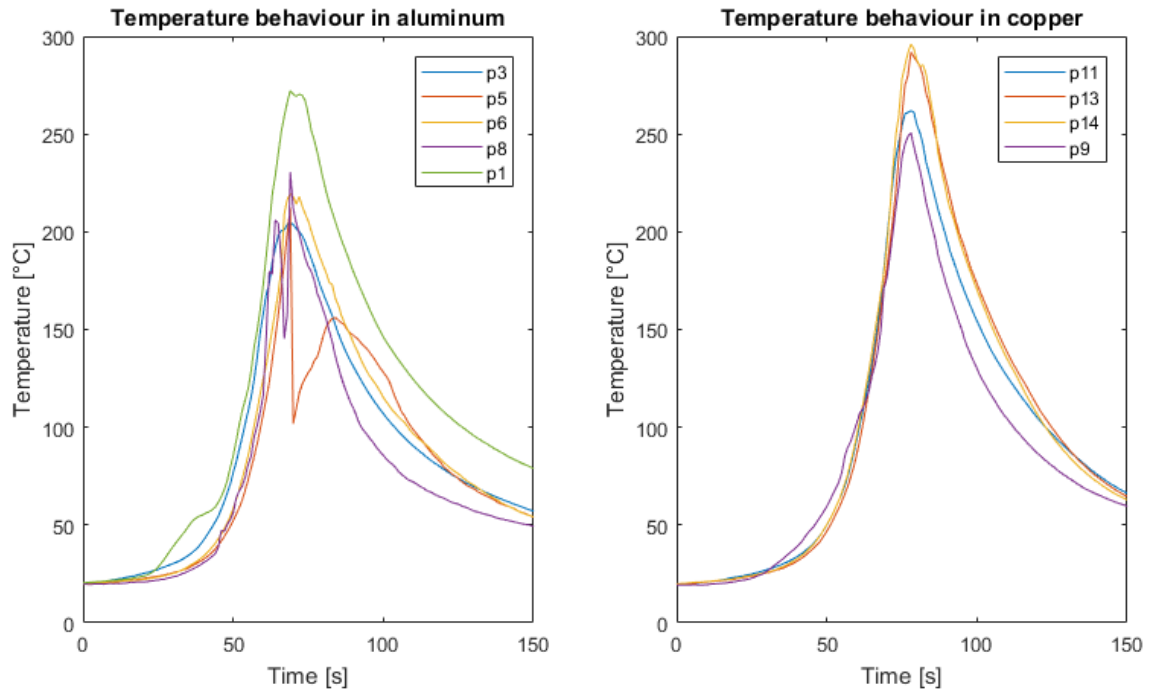 Temperature behaviour in aluminum
300
250
200
150
100
50
0
0
50
100
150
Temperature [°C]
Time [s]
p3
p5
p6
p8
p1
Temperature behaviour in copper
300
250
200
150
100
50
0
0
50
100
150
Temperature [°C]
Time [s]
p11
p13
p14
p9